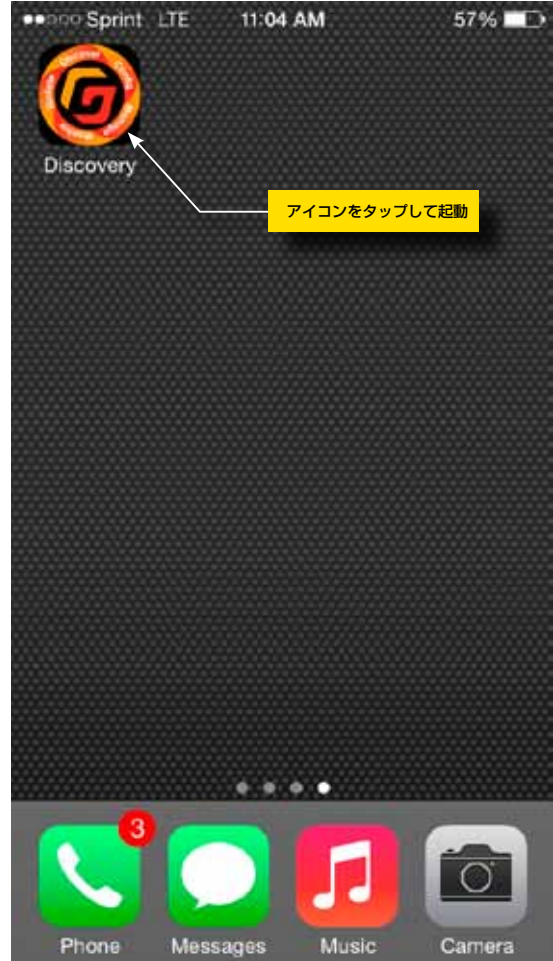 Sprint LTE 11:04 AM 57%
Discover
Discovery
アイコンをタップして起動
3
Phone Messages Music Camera